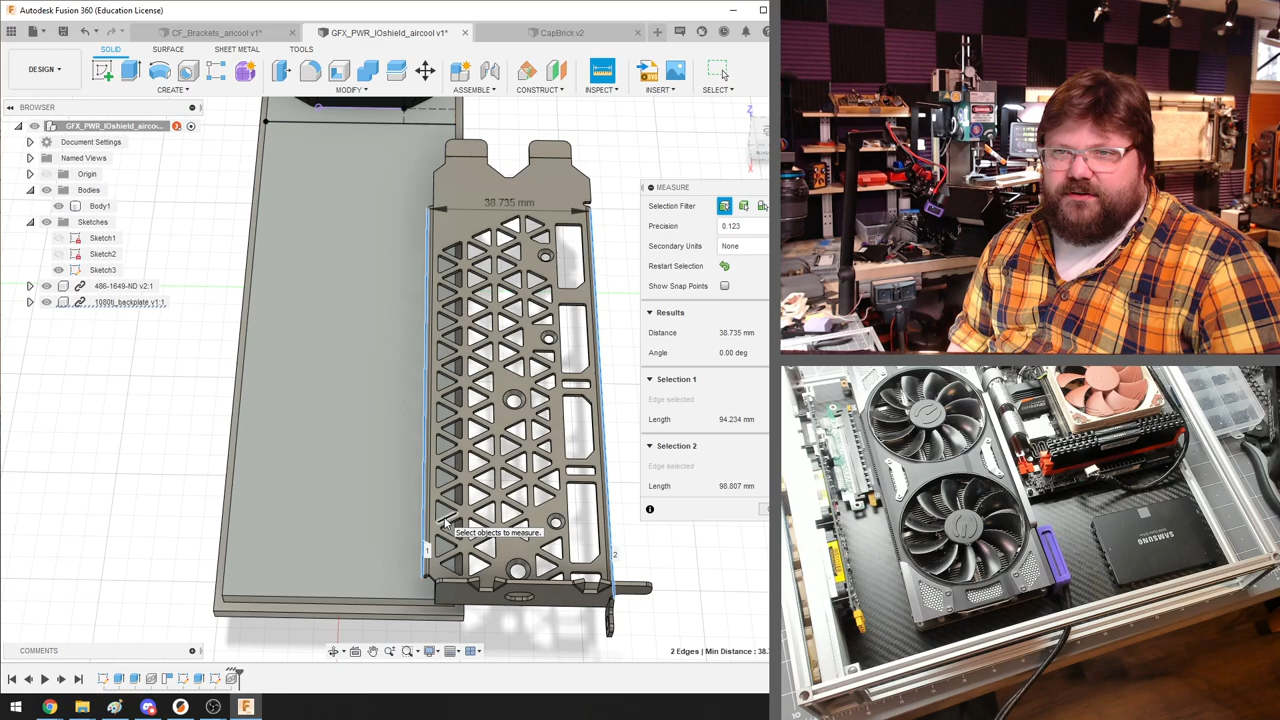 Autodesk Fusion 360 (Education License)
CF_Brackets_aircool v1*
GFX_PWR_IOshield_aircool v1*
CapBrick v2
SOLID
SURFACE
SHEET METAL
TOOLS
DESIGN
CREATE
MODIFY
ASSEMBLE
CONSTRUCT
INSPECT
INSERT
SELECT
BROWSER
GFX_PWR_IOshield_aircoo...
Document Settings
Named Views
Origin
Bodies
Body1
Sketches
Sketch1
Sketch2
Sketch3
486-1649-ND v2:1
1080ti_backplate v1:1
38.735 mm
1
2
Select objects to measure.
MEASURE
Selection Filter
Precision 0.123
Secondary Units None
Restart Selection
Show Snap Points
Results
Distance 38.735 mm
Angle 0.00 deg
Selection 1
Edge selected
Length 94.234 mm
Selection 2
Edge selected
Length 98.807 mm
2 Edges | Min Distance : 38.
COMMENTS
SAMSUNG